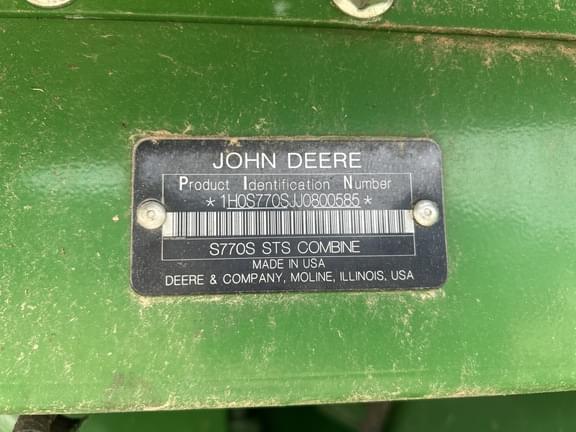 JOHN DEERE
Product Identification Number
*1H0S770SJJ0800585*
S770S STS COMBINE
MADE IN USA
DEERE & COMPANY, MOLINE, ILLINOIS, USA